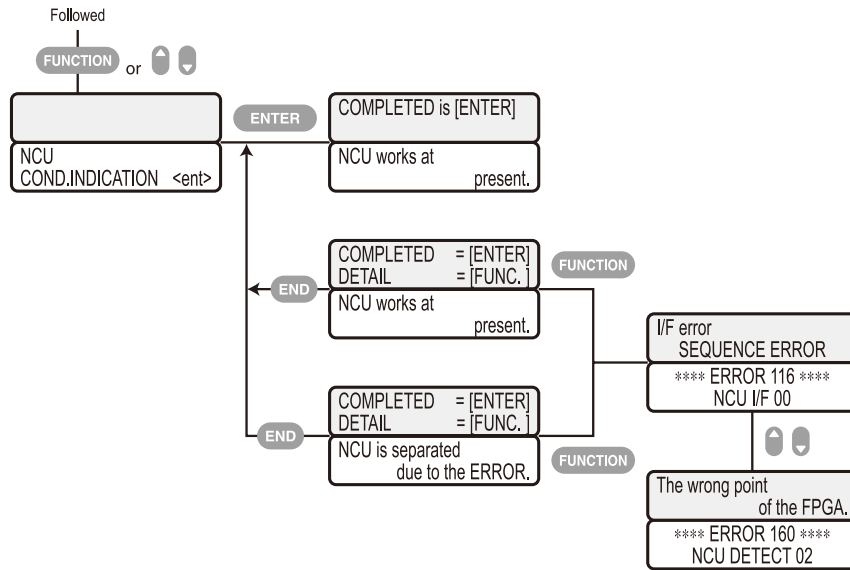 Followed
FUNCTION or
NCU
COND.INDICATION <ent>
ENTER
COMPLETED is [ENTER]
NCU works at
present.
COMPLETED = [ENTER]
DETAIL = [FUNC. ]
NCU works at
present.
FUNCTION
END
COMPLETED = [ENTER]
DETAIL = [FUNC. ]
NCU is separated
due to the ERROR.
FUNCTION
END
I/F error
SEQUENCE ERROR
**** ERROR 116 ****
NCU I/F 00
The wrong point
of the FPGA.
**** ERROR 160 ****
NCU DETECT 02